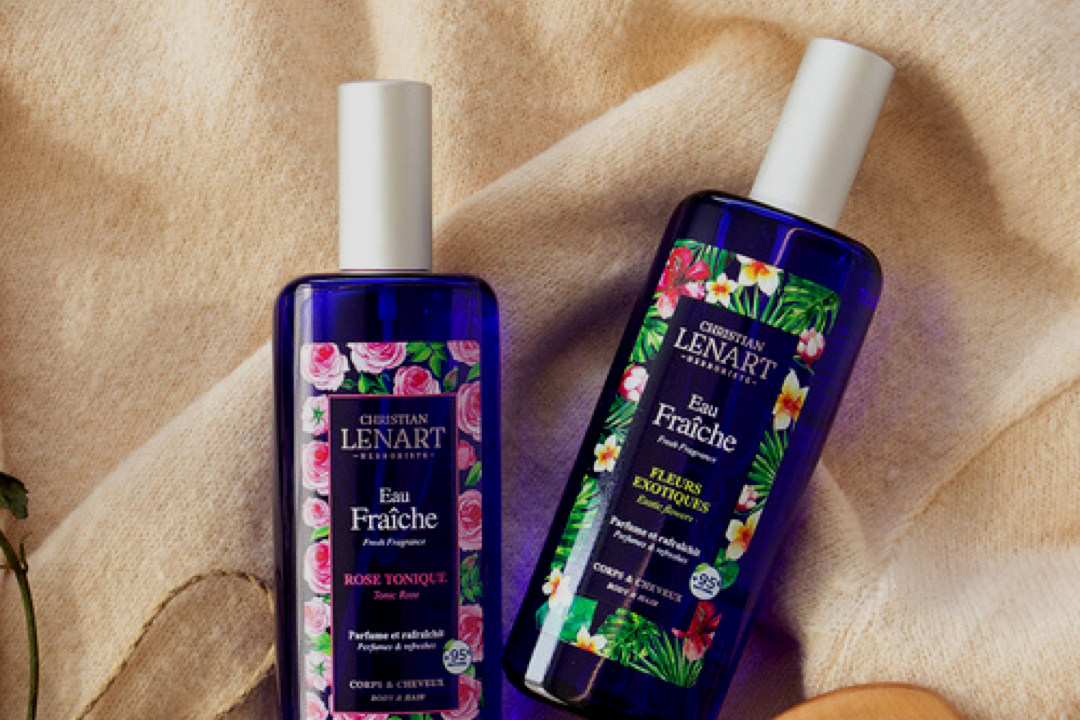 CHRISTIAN
LENART
-HERBORISTE-
Eau
Fraîche
Fresh Fragrance
ROSE TONIQUE
Tonic Rose
Parfume et rafraîchit
Perfumes & refreshes
+95%
CORPS & CHEVEUX
BODY & HAIR
CHRISTIAN
LENART
-HERBORISTE-
Eau
Fraîche
Fresh Fragrance
FLEURS
EXOTIQUES
Exotic flowers
Parfume et rafraîchit
Perfumes & refreshes
+95%
CORPS & CHEVEUX
BODY & HAIR